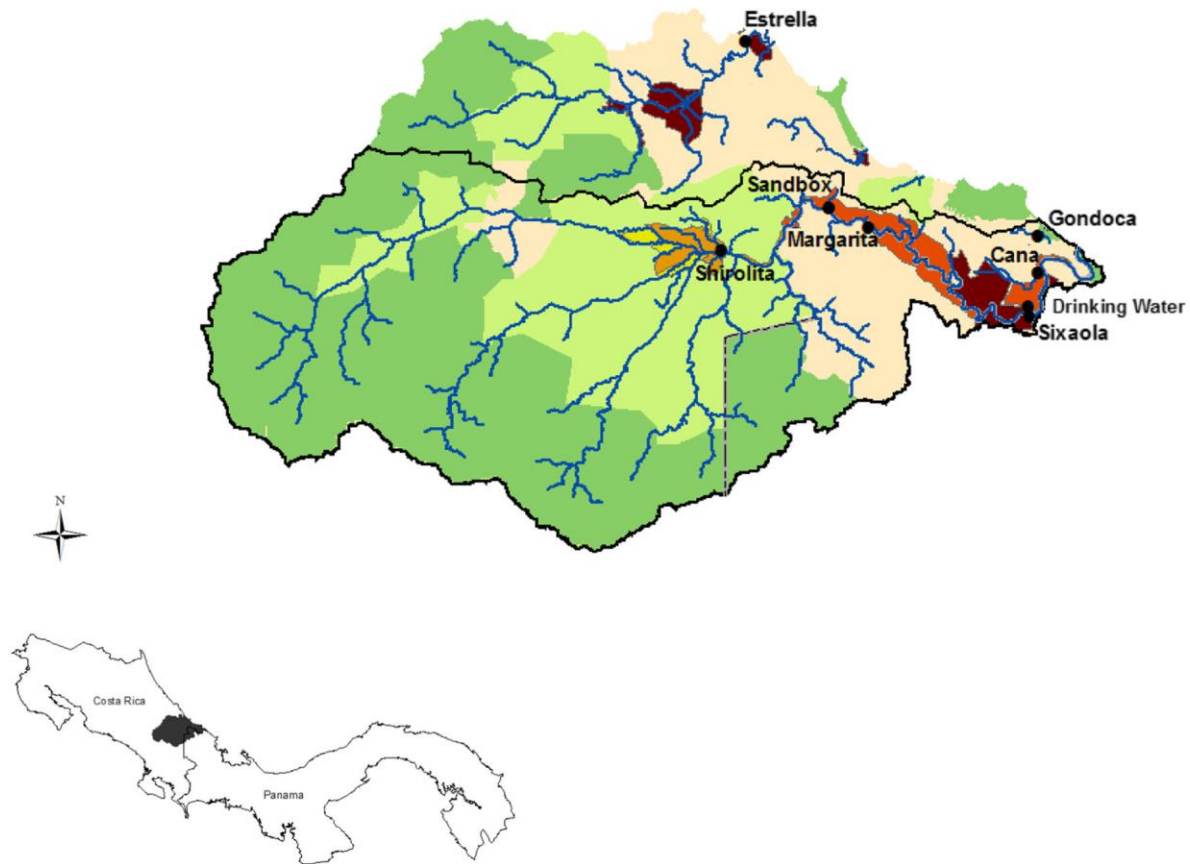 Estrella
Sandbox
Gondoca
Margarita
Cana
Shirolita
Drinking Water
Sixaola
N
Costa Rica
Panama